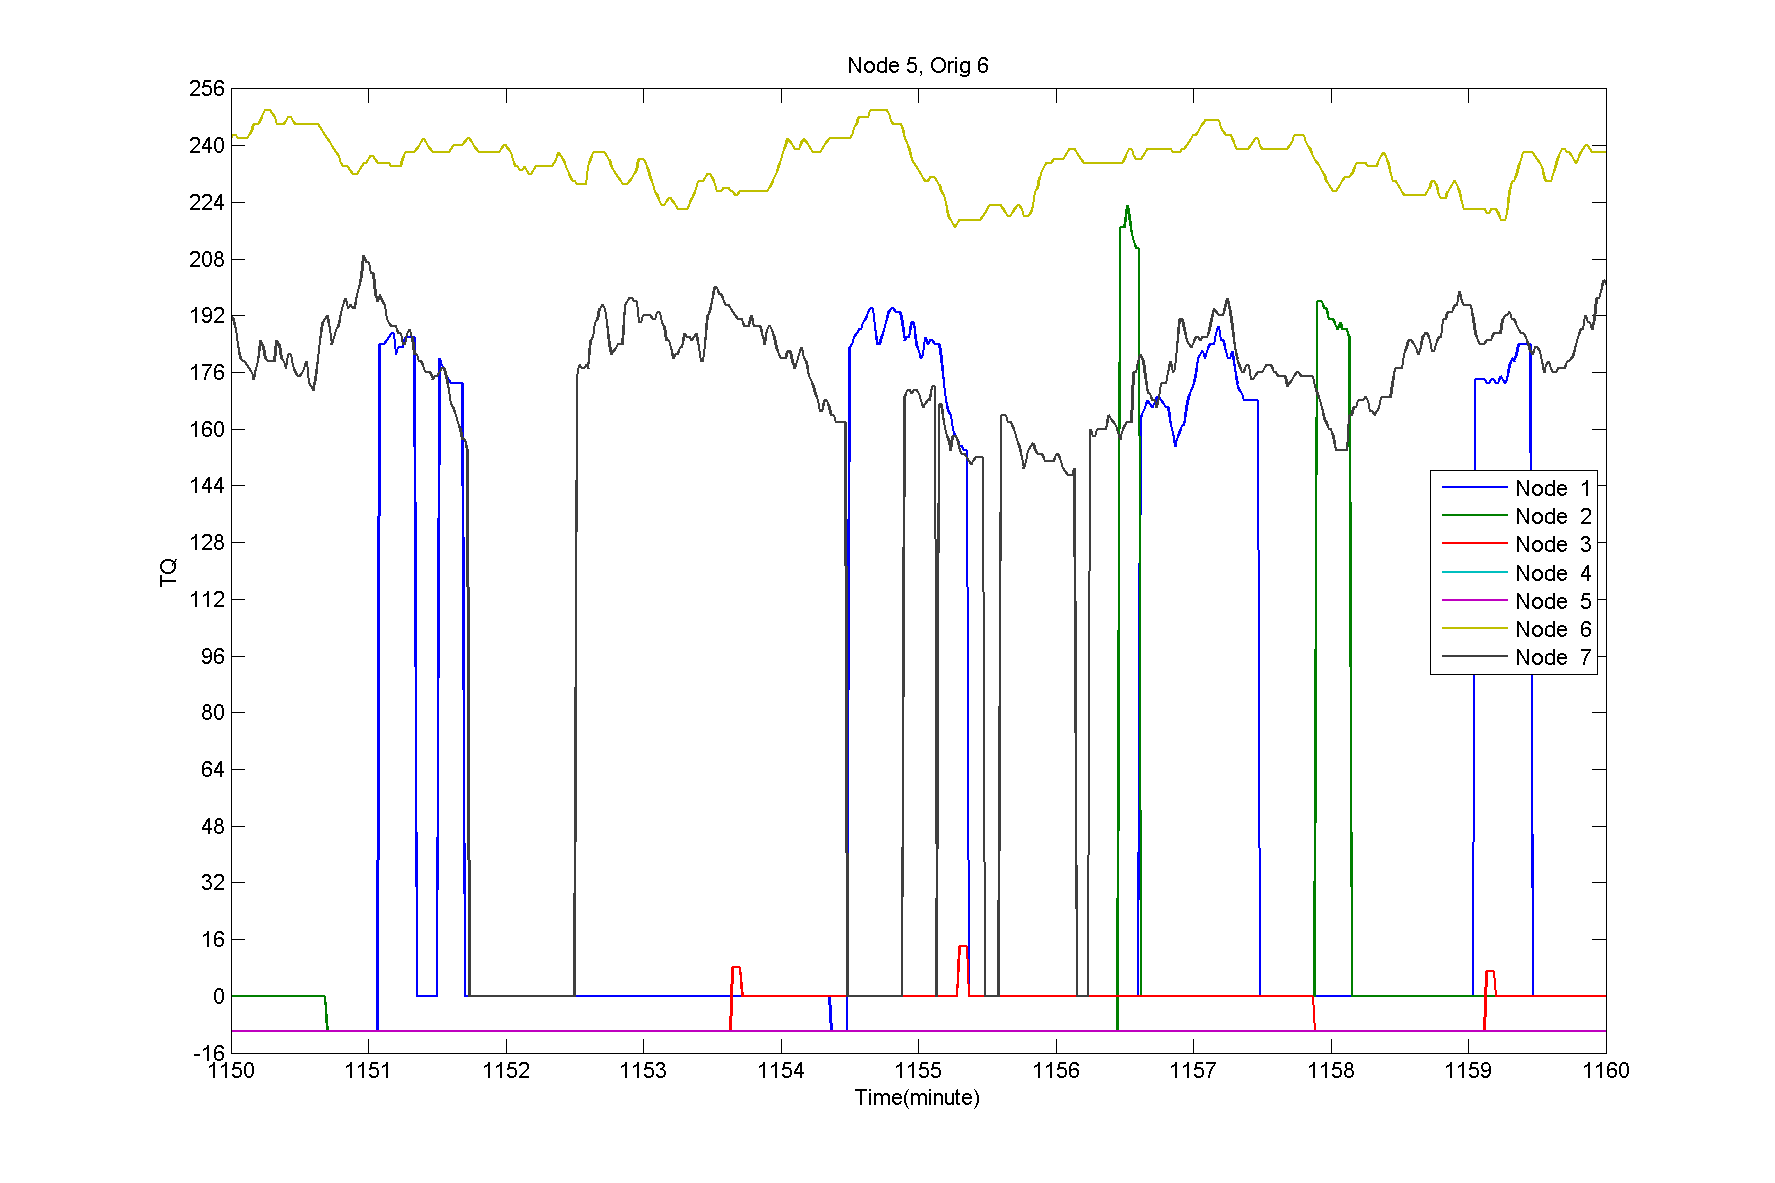 Node 5, Orig 6
256
240
224
208
192
176
160
144
128
112
96
80
64
48
32
16
0
-16
TQ
Node 1
Node 2
Node 3
Node 4
Node 5
Node 6
Node 7
1150 1151 1152 1153 1154 1155 1156 1157 1158 1159 1160
Time(minute)